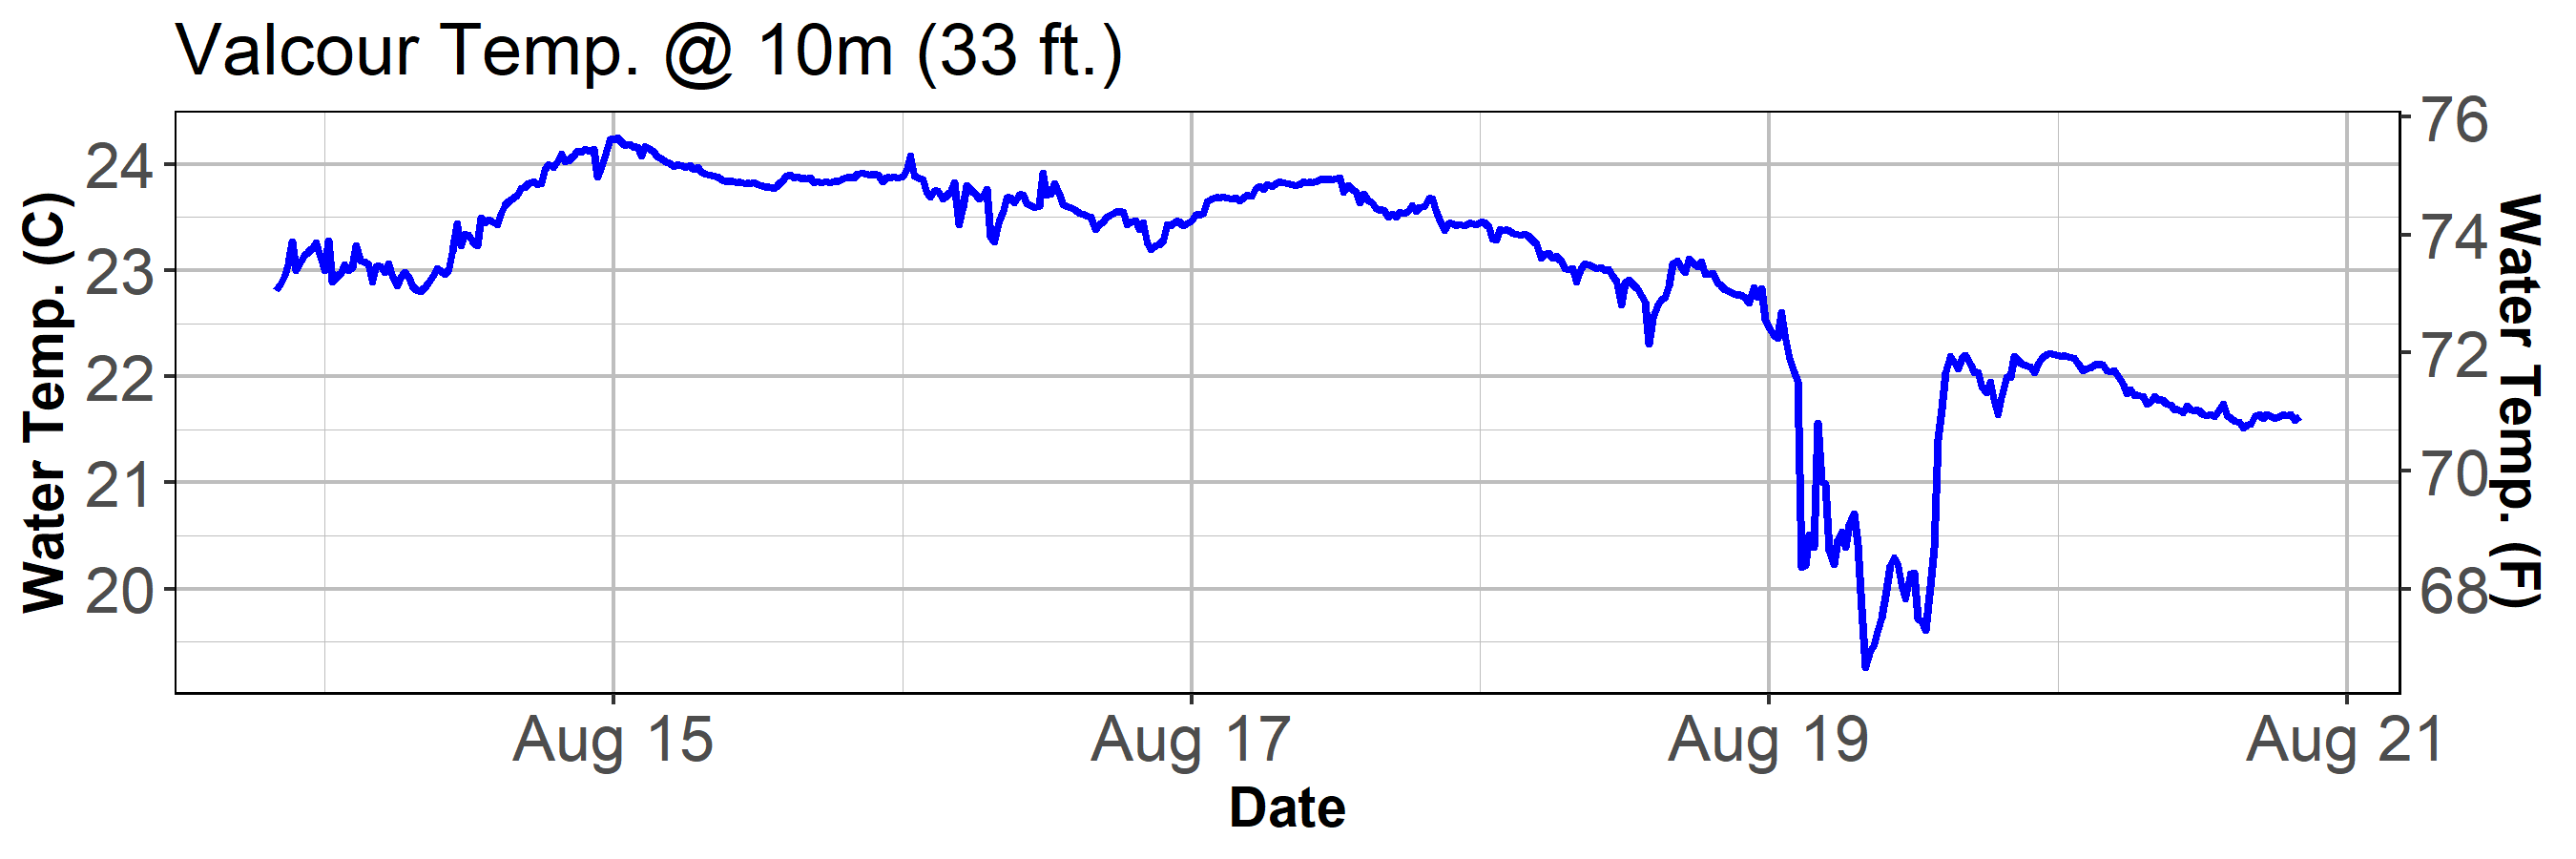 Valcour Temp. @ 10m (33 ft.)
Water Temp. (C)
24
23
22
21
20
76
74
72
70
68
Water Temp. (F)
Aug 15
Aug 17
Aug 19
Aug 21
Date